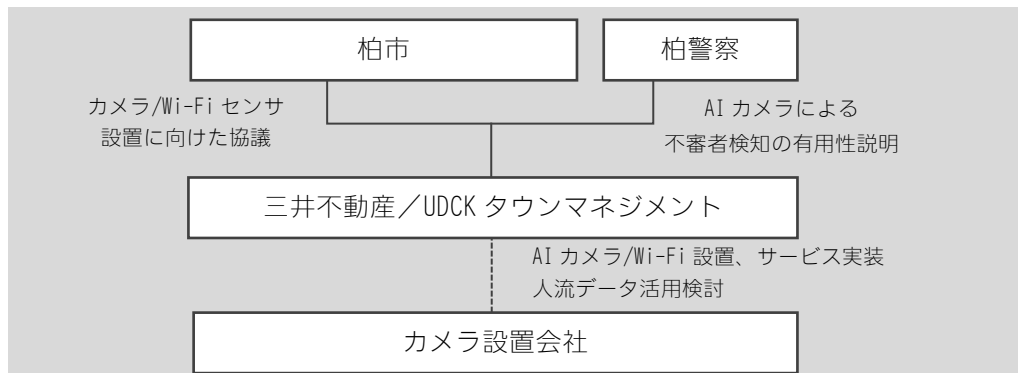 柏市
柏警察
カメラ/Wi-Fi センサ
設置に向けた協議
AI カメラによる
不審者検知の有用性説明
三井不動産／UDCK タウンマネジメント
AI カメラ/Wi-Fi 設置、サービス実装
人流データ活用検討
カメラ設置会社